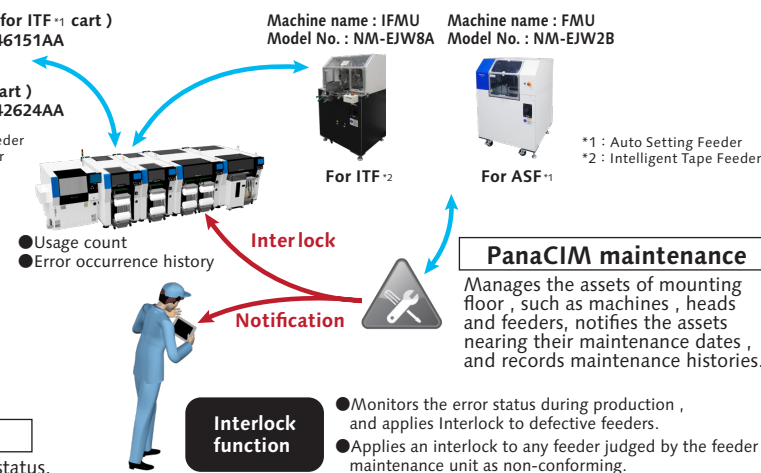 for ITF *1 cart )
46151AA
art )
42624AA
eeder
r
Machine name : IFMU
Model No. : NM-EJW8A
Machine name : FMU
Model No. : NM-EJW2B
For ITF *2
For ASF *1
*1 : Auto Setting Feeder
*2 : Intelligent Tape Feeder
●Usage count
●Error occurrence history
Interlock
Notification
PanaCIM maintenance
Manages the assets of mounting
floor , such as machines , heads
and feeders, notifies the assets
nearing their maintenance dates ,
and records maintenance histories.
Interlock
function
●Monitors the error status during production ,
and applies Interlock to defective feeders.
●Applies an interlock to any feeder judged by the feeder
maintenance unit as non-conforming.
status.